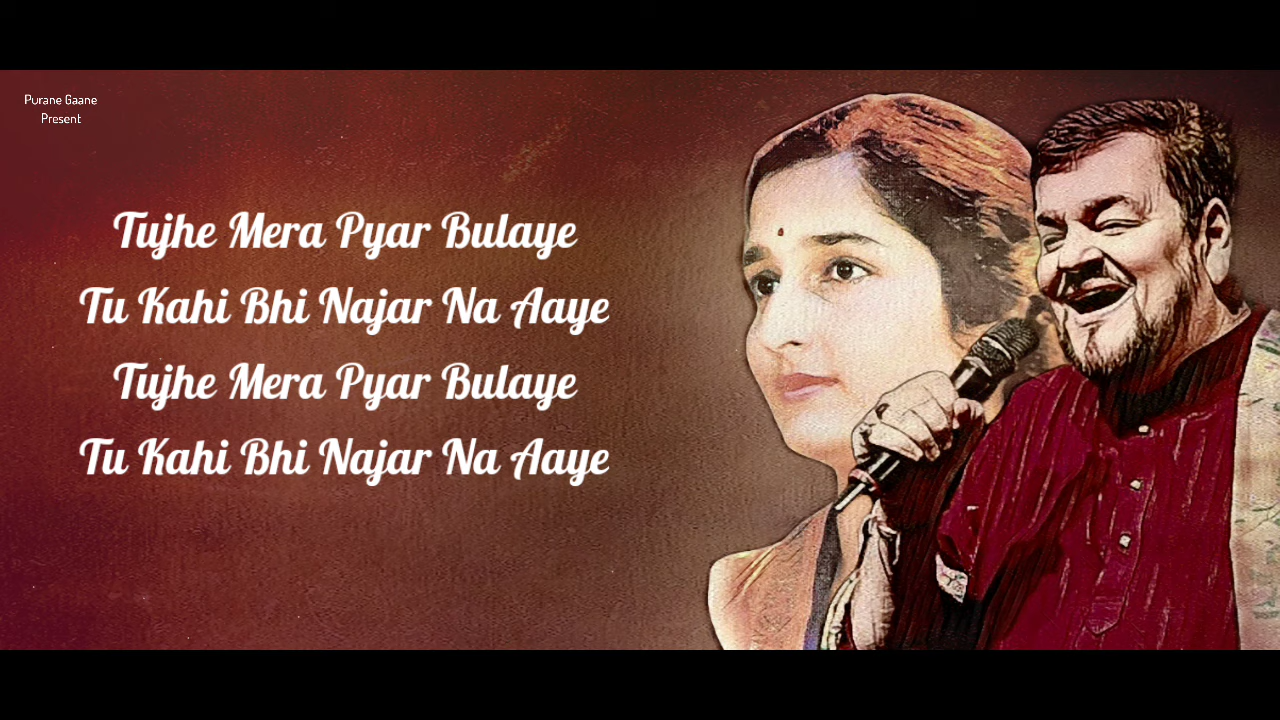 Purane Gaane
Present
Tujhe Mera Pyar Bulaye
Tu Kahi Bhi Najar Na Aaye
Tujhe Mera Pyar Bulaye
Tu Kahi Bhi Najar Na Aaye